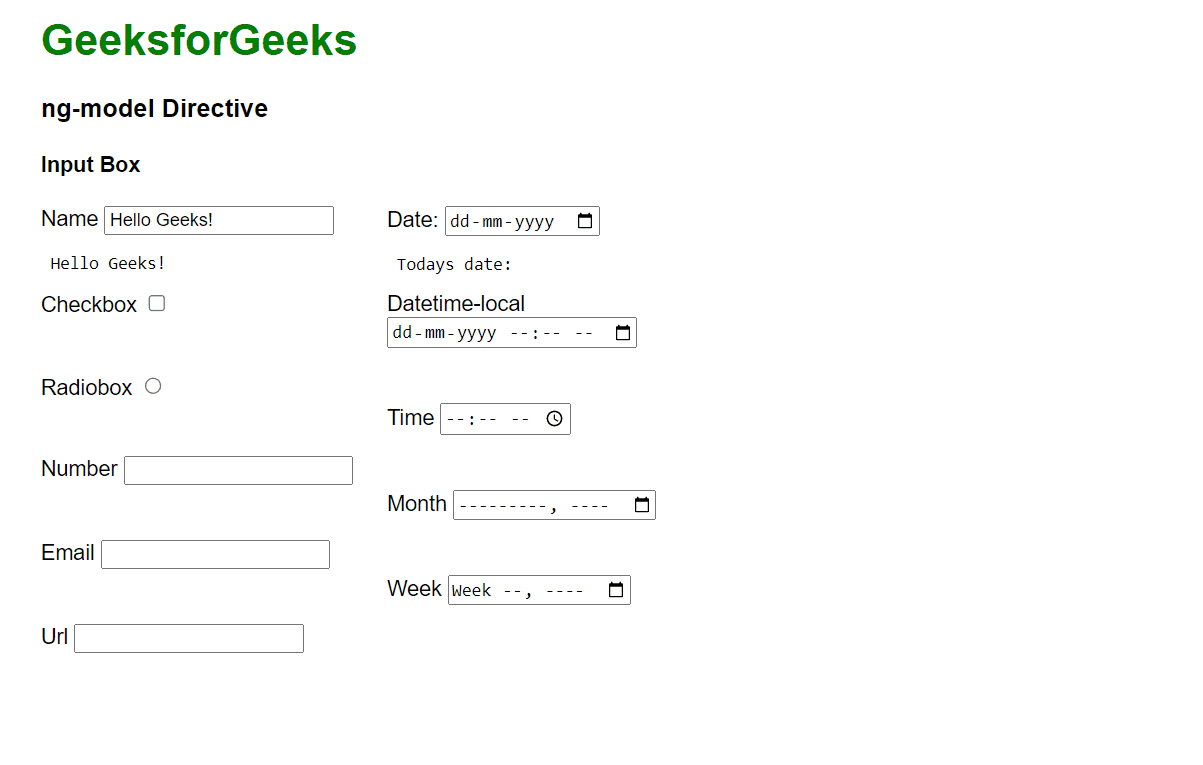 GeeksforGeeks
ng-model Directive
Input Box
Name Hello Geeks!
Hello Geeks!
Checkbox
Radiobox
Number
Email
Url
Date: dd-mm-yyyy
Todays date:
Datetime-local
dd-mm-yyyy --:-- --
Time --:-- --
Month ---------, ----
Week Week --, ----